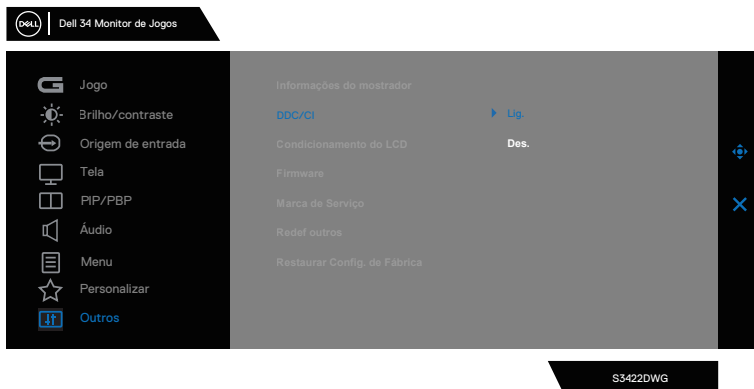 DELL
Dell 34 Monitor de Jogos
Jogo
Brilho/contraste
Origem de entrada
Tela
PIP/PBP
Áudio
Menu
Personalizar
Outros
Informações do mostrador
DDC/CI
Condicionamento do LCD
Firmware
Marca de Serviço
Redef outros
Restaurar Config. de Fábrica
Lig.
Des.
S3422DWG